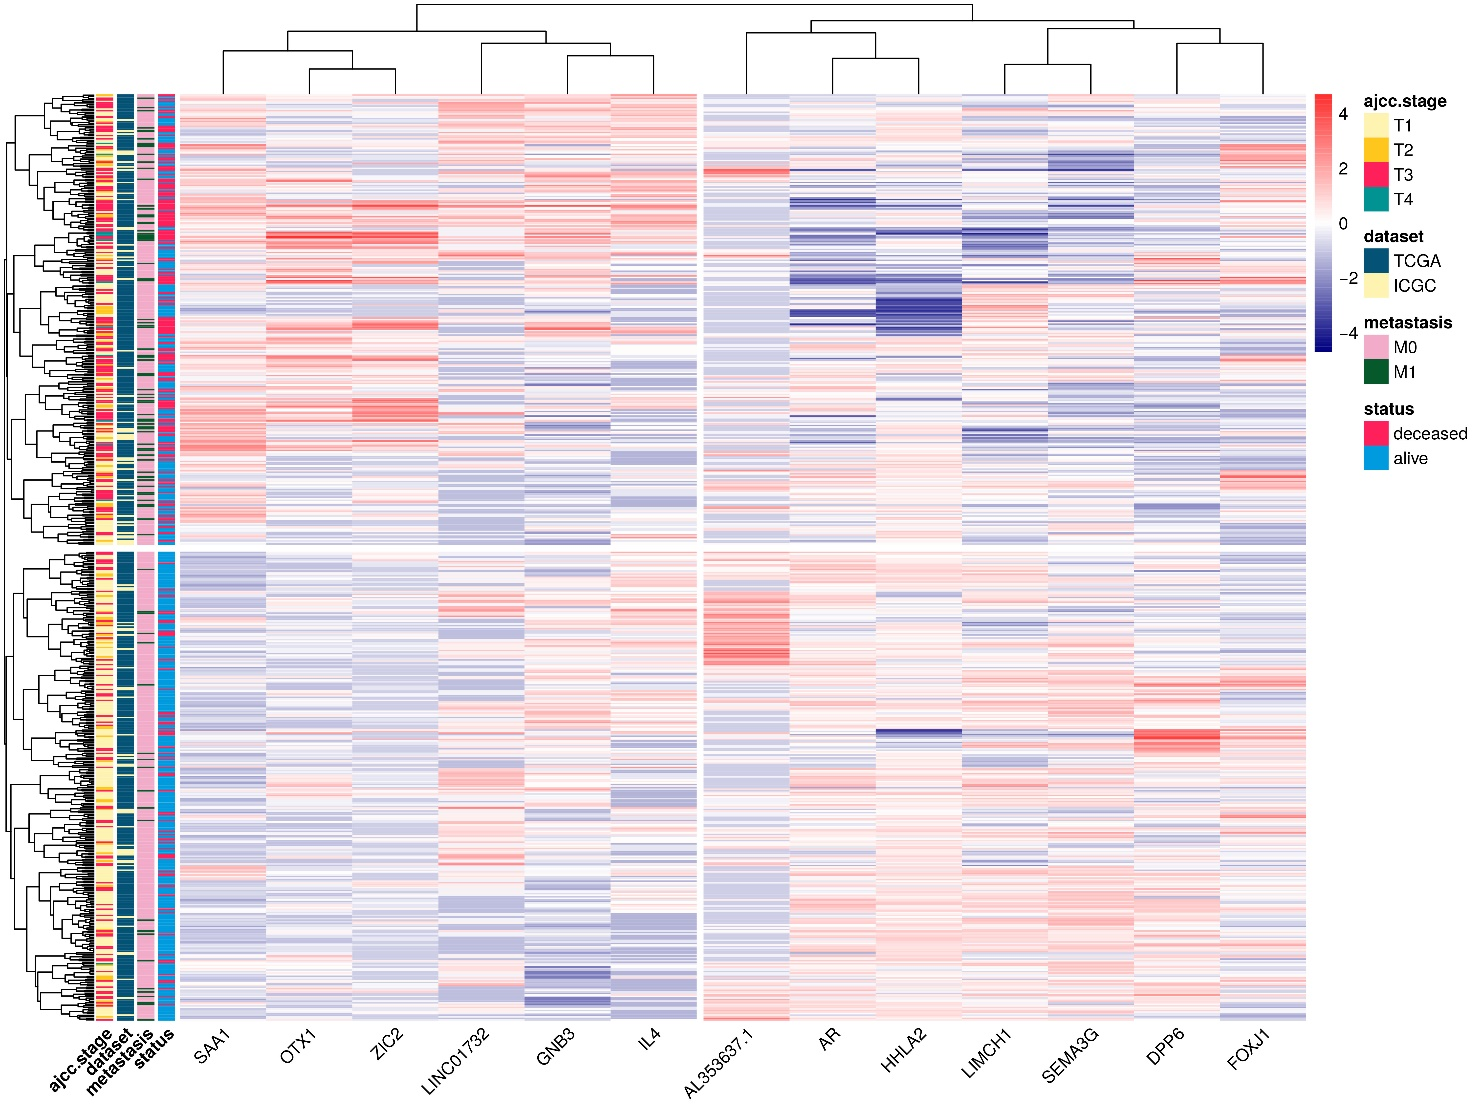 4
2
0
−2
−4
ajcc.stage
T1
T2
T3
T4
dataset
TCGA
ICGC
metastasis
M0
M1
status
deceased
alive
ajcc.stage
dataset
metastasis
status
SAA1
OTX1
ZIC2
LINC01732
GNB3
IL4
AL353637.1
AR
HHLA2
LIMCH1
SEMA3G
DPP6
FOXJ1